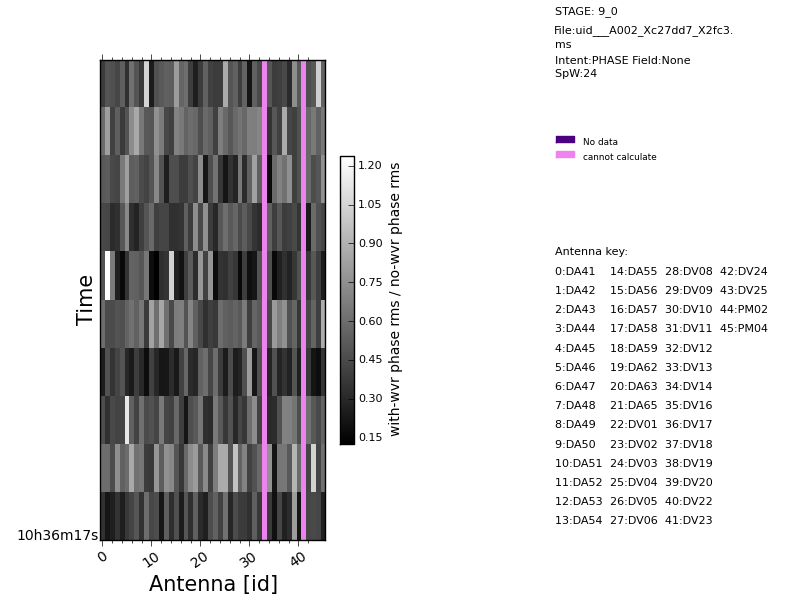 STAGE: 9_0
File:uid___A002_Xc27dd7_X2fc3.
ms
Intent:PHASE Field:None
SpW:24
No data
cannot calculate
1.20
1.05
0.90
0.75
0.60
0.45
0.30
0.15
with-wvr phase rms / no-wvr phase rms
Time
10h36m17s
0 10 20 30 40
Antenna [id]
Antenna key:
0:DA41 14:DA55 28:DV08 42:DV24
1:DA42 15:DA56 29:DV09 43:DV25
2:DA43 16:DA57 30:DV10 44:PM02
3:DA44 17:DA58 31:DV11 45:PM04
4:DA45 18:DA59 32:DV12
5:DA46 19:DA62 33:DV13
6:DA47 20:DA63 34:DV14
7:DA48 21:DA65 35:DV16
8:DA49 22:DV01 36:DV17
9:DA50 23:DV02 37:DV18
10:DA51 24:DV03 38:DV19
11:DA52 25:DV04 39:DV20
12:DA53 26:DV05 40:DV22
13:DA54 27:DV06 41:DV23